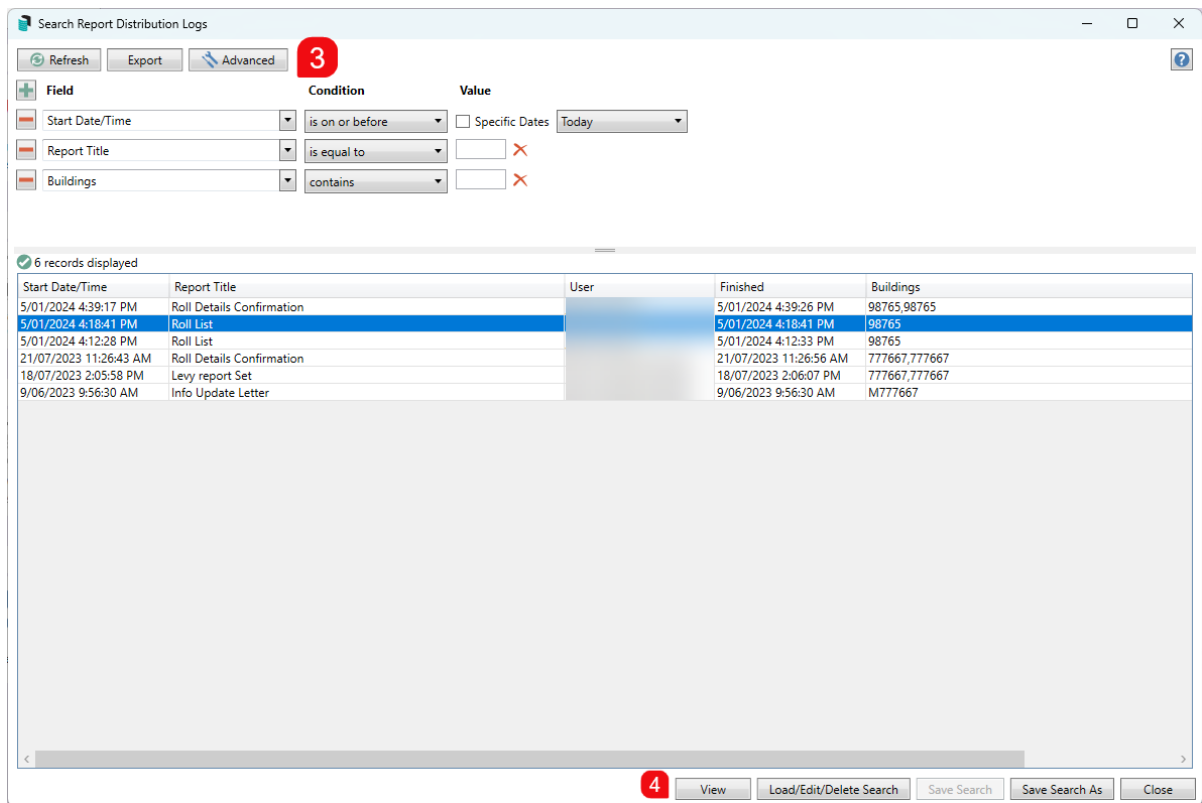 Search Report Distribution Logs
Refresh Export Advanced 3
Field Condition Value
Start Date/Time is on or before Specific Dates Today
Report Title is equal to
Buildings contains
6 records displayed
Start Date/Time Report Title User Finished Buildings
5/01/2024 4:39:17 PM Roll Details Confirmation 5/01/2024 4:39:26 PM 98765,98765
5/01/2024 4:18:41 PM Roll List 5/01/2024 4:18:41 PM 98765
5/01/2024 4:12:28 PM Roll List 5/01/2024 4:12:33 PM 98765
21/07/2023 11:26:43 AM Roll Details Confirmation 21/07/2023 11:26:56 AM 777667,777667
18/07/2023 2:05:58 PM Levy report Set 18/07/2023 2:06:07 PM 777667,777667
9/06/2023 9:56:30 AM Info Update Letter 9/06/2023 9:56:30 AM M777667
4 View Load/Edit/Delete Search Save Search Save Search As Close